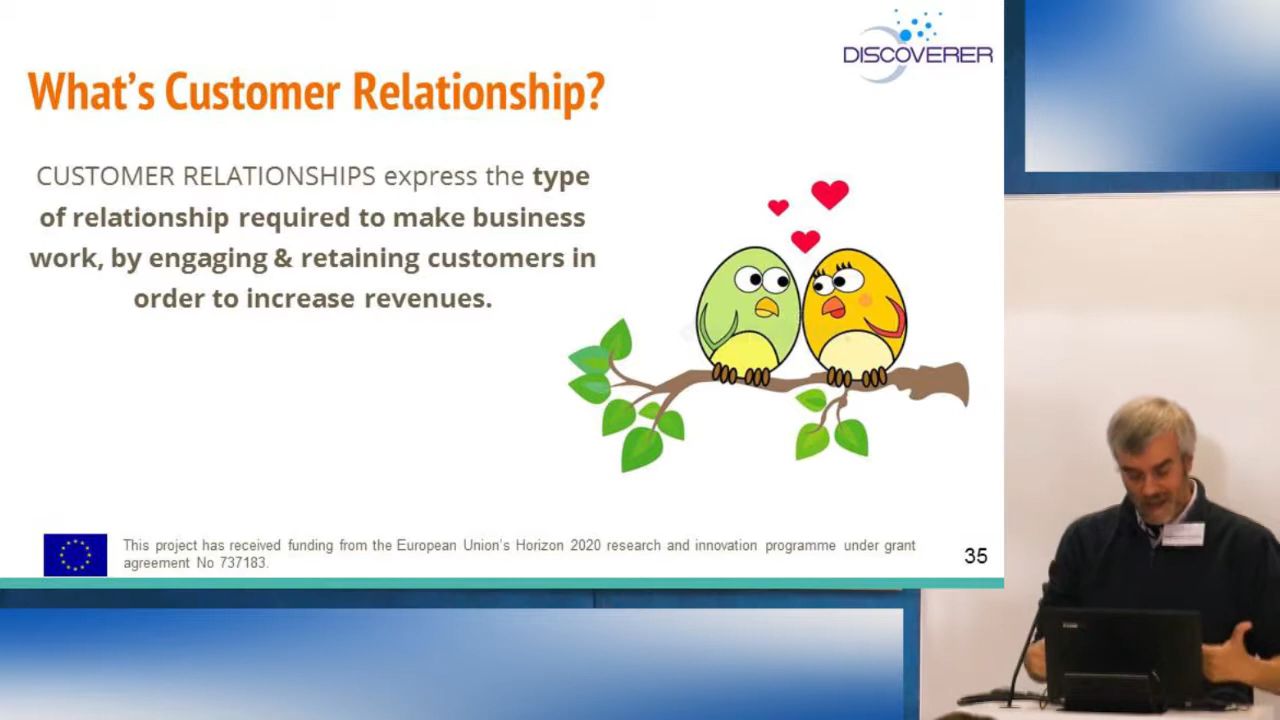 DISCOVERER
What's Customer Relationship?
CUSTOMER RELATIONSHIPS express the type
of relationship required to make business
work, by engaging & retaining customers in
order to increase revenues.
This project has received funding from the European Union's Horizon 2020 research and innovation programme under grant
agreement No 737183.
35